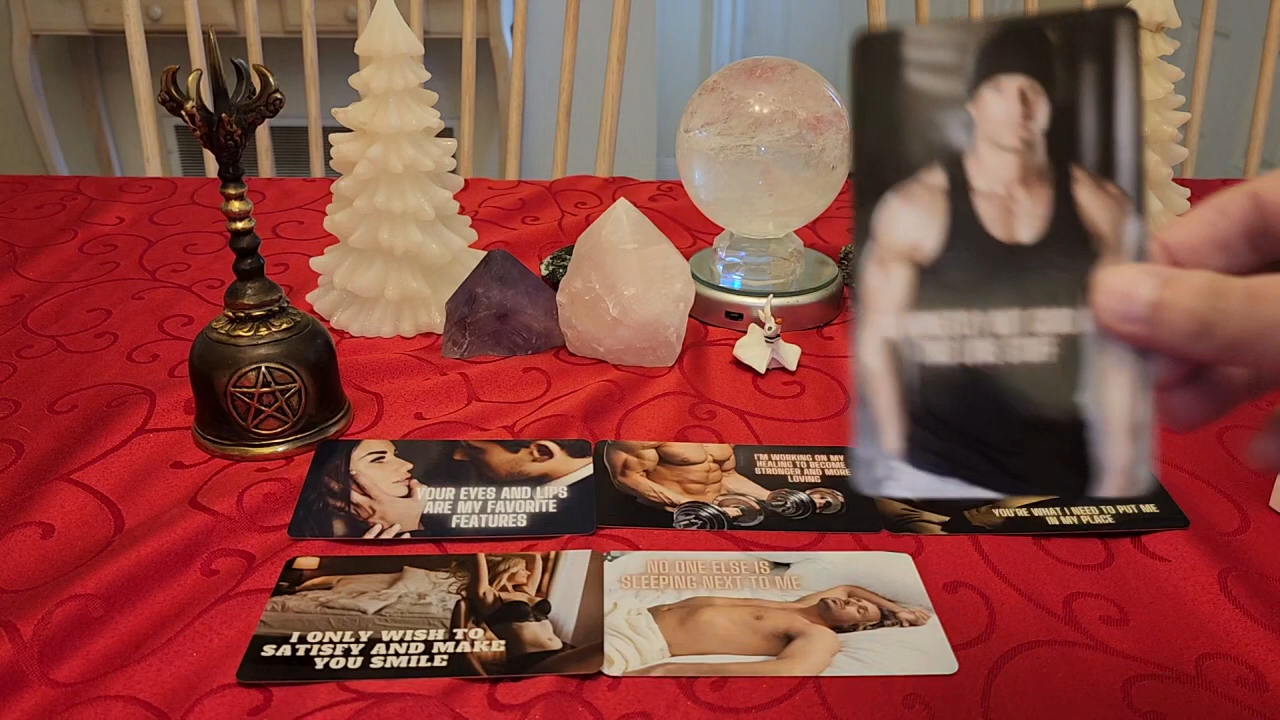 YOUR EYES AND LIPS
ARE MY FAVORITE
FEATURES
I'M WORKING ON MY
HEALING TO BECOME
STRONGER AND MORE
LOVING
YOU'RE WHAT I NEED TO PUT ME
IN MY PLACE
I ONLY WISH TO
SATISFY AND MAKE
YOU SMILE
NO ONE ELSE IS
SLEEPING NEXT TO ME